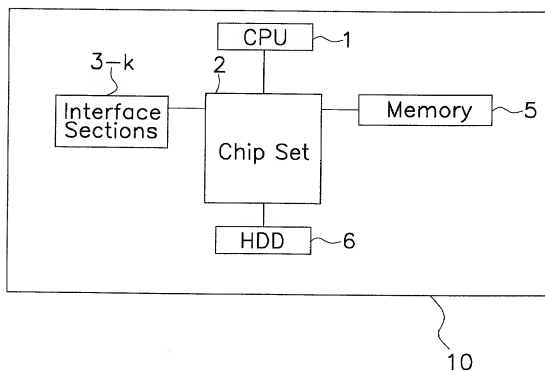 CPU 1
3-k 2
Interface
Sections
Chip Set
Memory 5
HDD 6
10